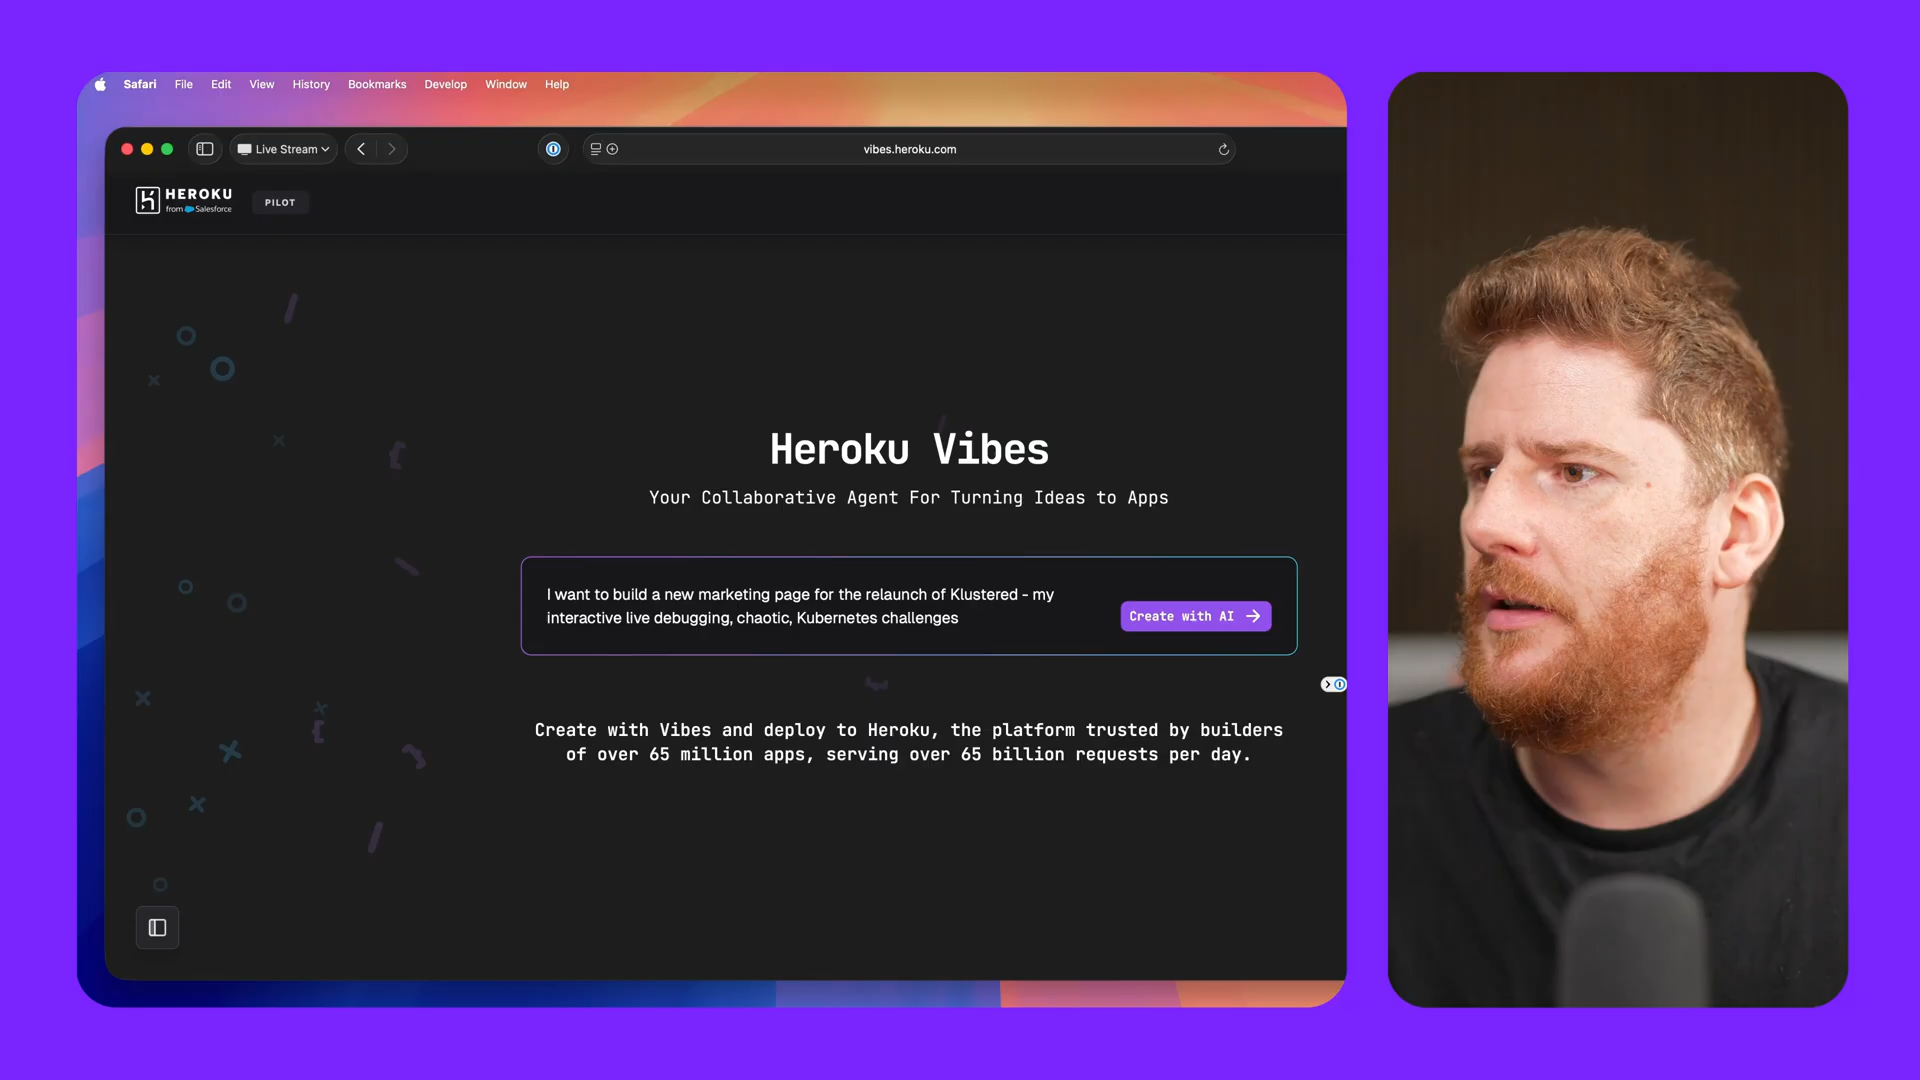 Safari File Edit View History Bookmarks Develop Window Help
Live Stream
vibes.heroku.com
HEROKU
from Salesforce
PILOT
Heroku Vibes
Your Collaborative Agent For Turning Ideas to Apps
I want to build a new marketing page for the relaunch of Klustered - my
interactive live debugging, chaotic, Kubernetes challenges
Create with AI
Create with Vibes and deploy to Heroku, the platform trusted by builders
of over 65 million apps, serving over 65 billion requests per day.